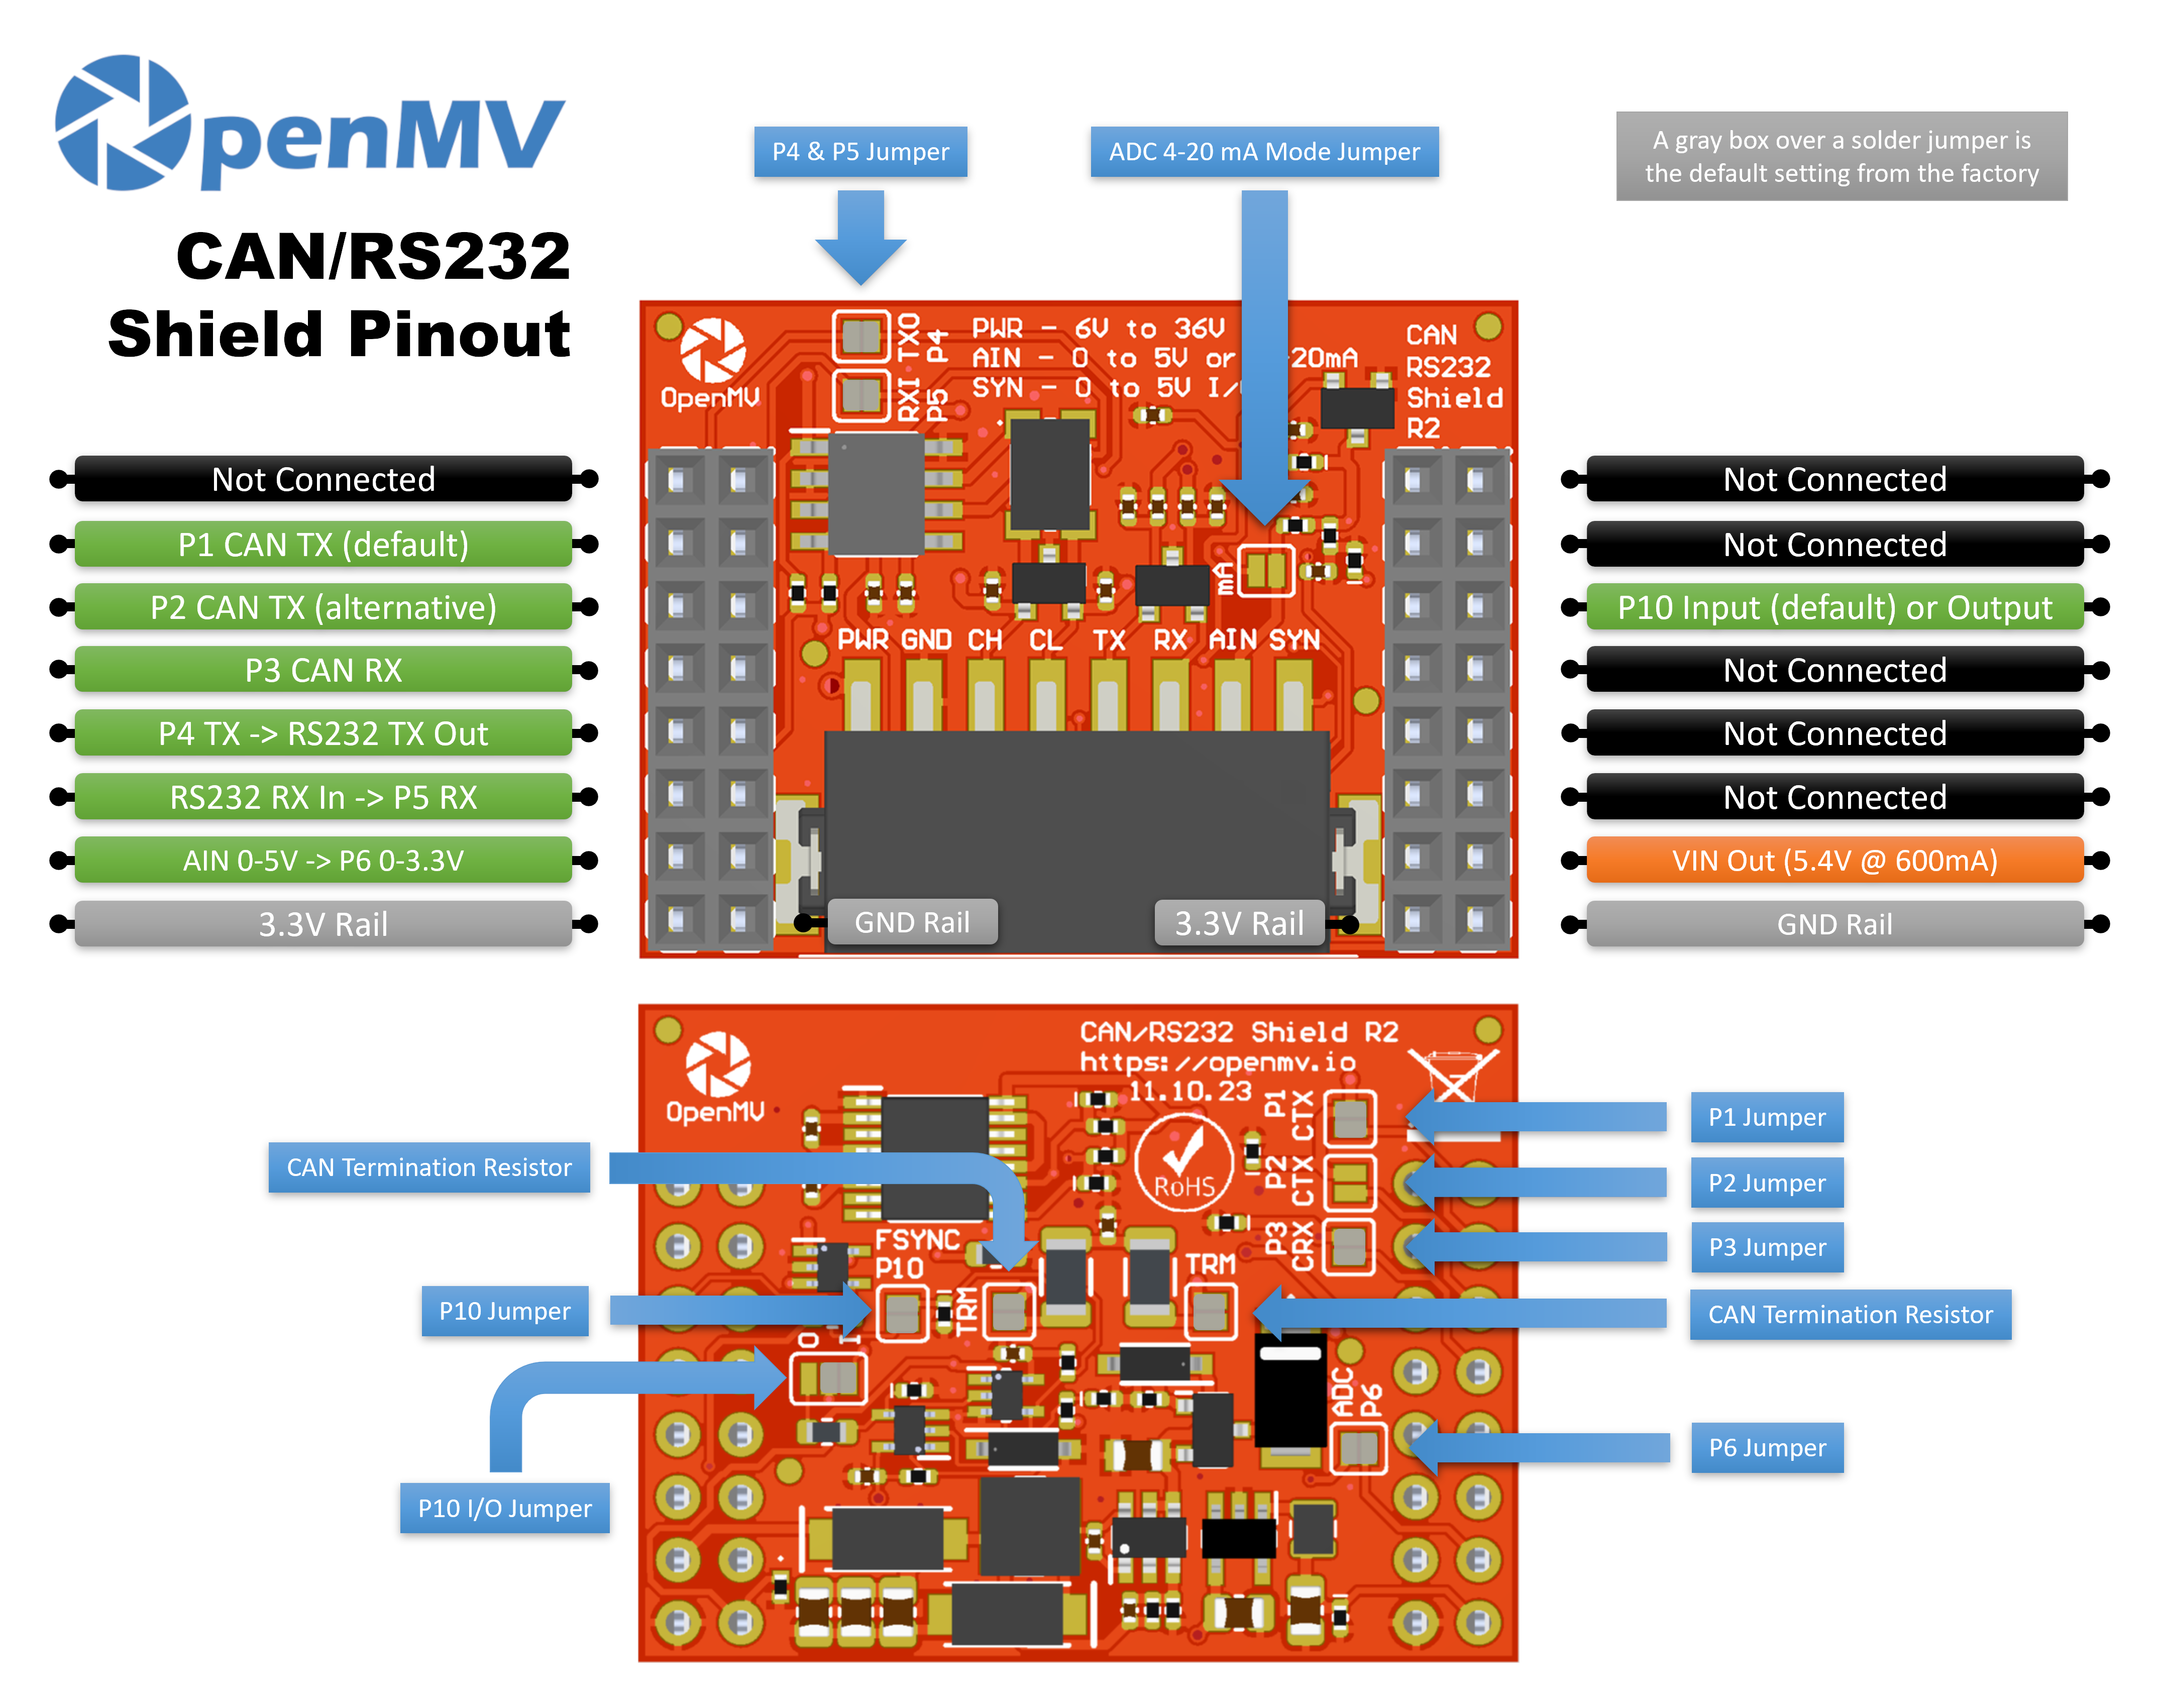 OpenMV
CAN/RS232
Shield Pinout
P4 & P5 Jumper
ADC 4-20 mA Mode Jumper
A gray box over a solder jumper is
the default setting from the factory
OpenMV
TXO
P4
RXI
P5
PWR - 6V to 36V
AIN - 0 to 5V or 20mA
SYN - 0 to 5V I/
CAN
RS232
Shield
R2
mA
PWR GND CH CL TX RX AIN SYN
Not Connected
P1 CAN TX (default)
P2 CAN TX (alternative)
P3 CAN RX
P4 TX -> RS232 TX Out
RS232 RX In -> P5 RX
AIN 0-5V -> P6 0-3.3V
3.3V Rail
GND Rail
3.3V Rail
Not Connected
Not Connected
P10 Input (default) or Output
Not Connected
Not Connected
Not Connected
VIN Out (5.4V @ 600mA)
GND Rail
OpenMV
CAN/RS232 Shield R2
https://openmv.io
11.10.23
RoHS
P1
CTX
P2
CTX
P3
CRX
FSYNC
P10
TRM
TRM
O I
ADC
P6
CAN Termination Resistor
P10 Jumper
P10 I/O Jumper
P1 Jumper
P2 Jumper
P3 Jumper
CAN Termination Resistor
P6 Jumper